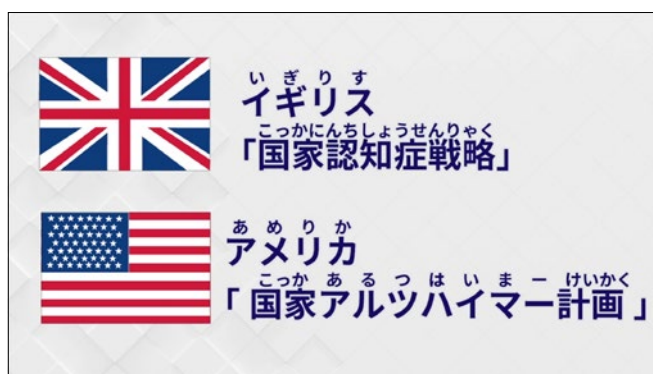 いぎりす
イギリス
こっかにんちしょうせんりゃく
「国家認知症戦略」
あめりか
アメリカ
こっか あるつはいまー けいかく
「国家アルツハイマー計画」